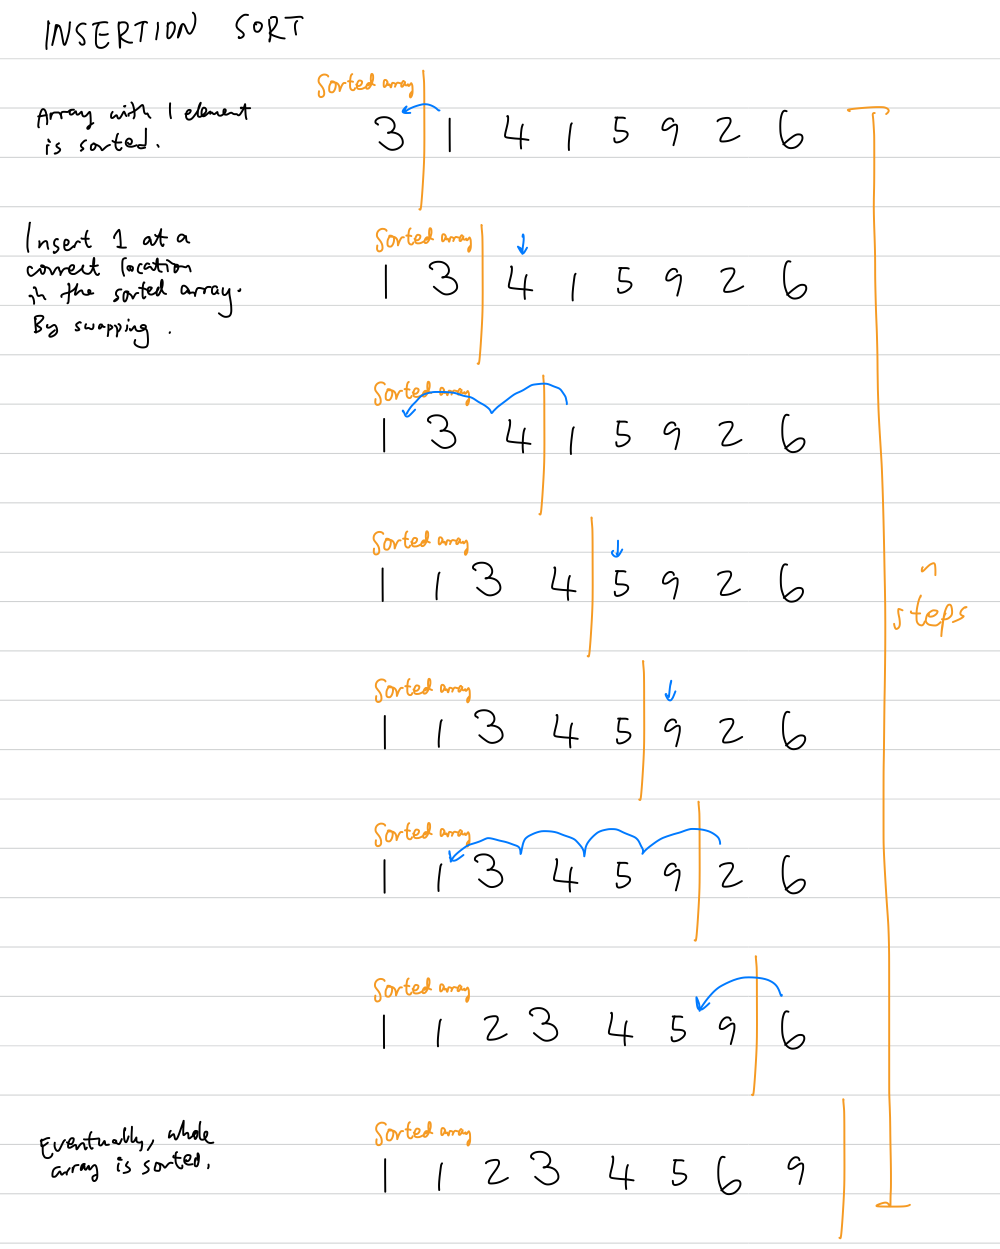 INSERTION SORT
Sorted array
Array with 1 element
is sorted.
3 1 4 1 5 9 2 6
Insert 1 at a
correct location
in the sorted array.
By swapping.
Sorted array
1 3 4 1 5 9 2 6
Sorted array
1 3 4 1 5 9 2 6
Sorted array
1 1 3 4 5 9 2 6
n
steps
Sorted array
1 1 3 4 5 9 2 6
Sorted array
1 1 3 4 5 9 2 6
Sorted array
1 1 2 3 4 5 9 6
Eventually, whole
array is sorted.
Sorted array
1 1 2 3 4 5 6 9